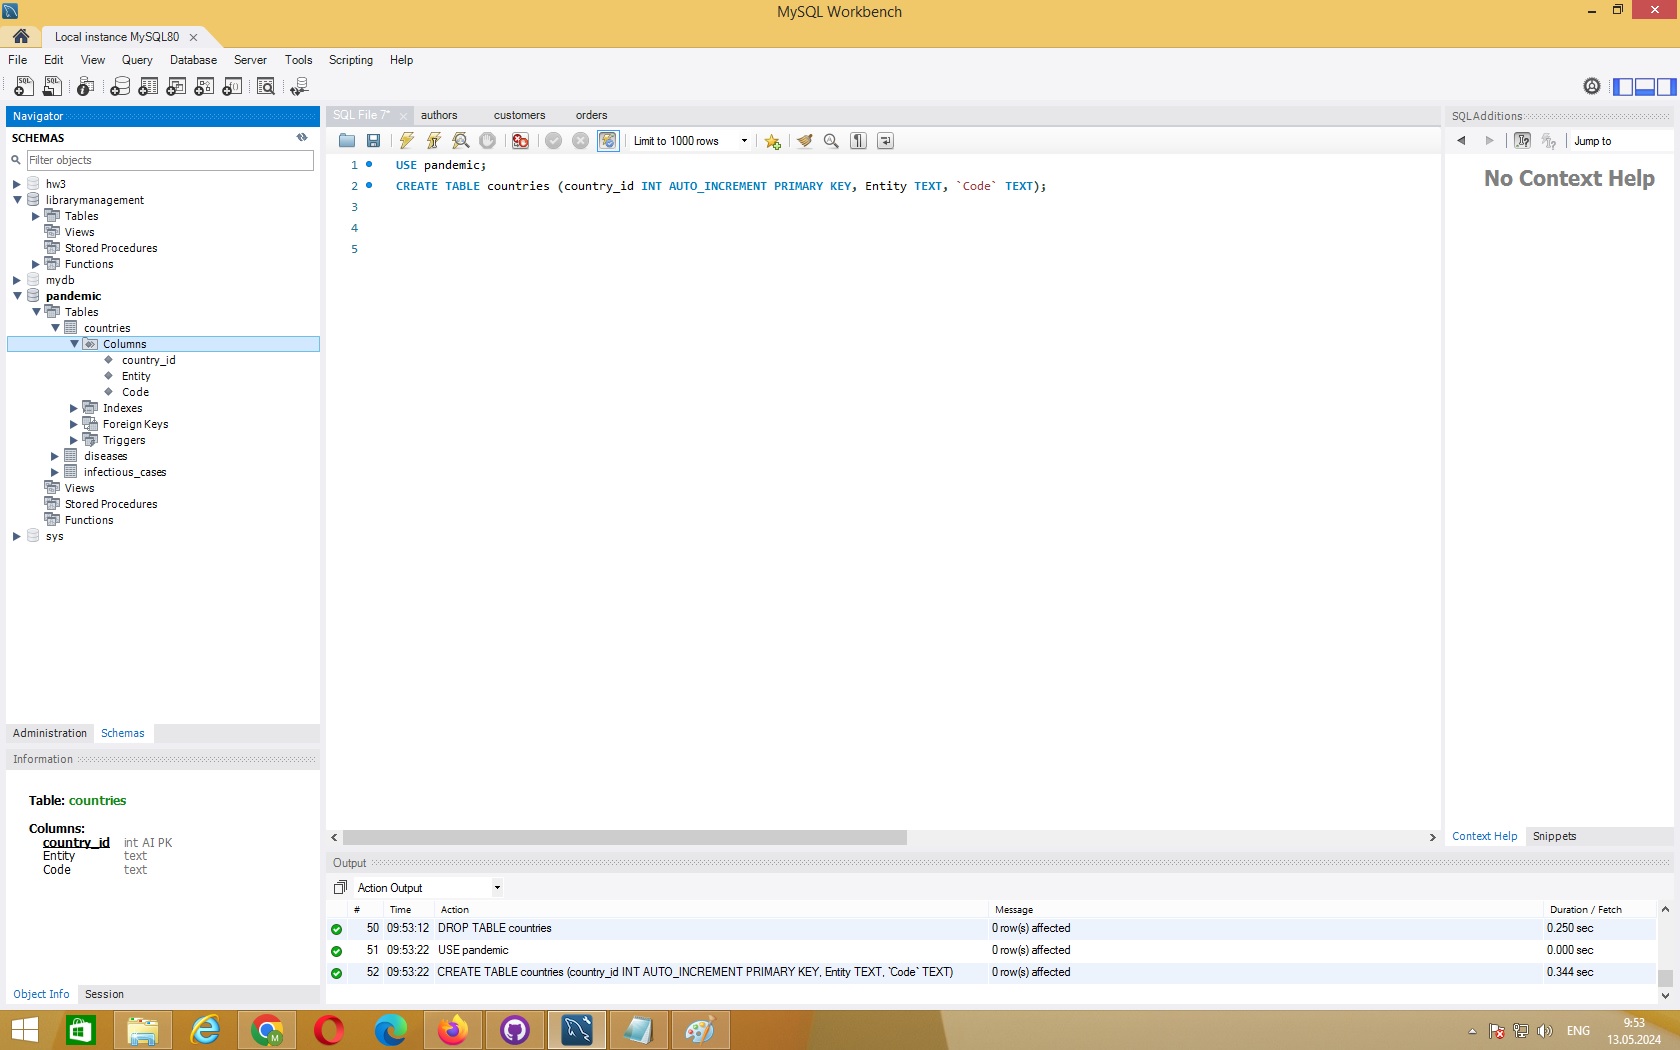 MySQL Workbench
Local instance MySQL80
File Edit View Query Database Server Tools Scripting Help
Navigator
SCHEMAS
Filter objects
hw3
librarymanagement
Tables
Views
Stored Procedures
Functions
mydb
pandemic
Tables
countries
Columns
country_id
Entity
Code
Indexes
Foreign Keys
Triggers
diseases
infectious_cases
Views
Stored Procedures
Functions
sys
Administration Schemas
Information
Table: countries
Columns:
country_id int AI PK
Entity text
Code text
Object Info Session
SQL File 7* authors customers orders
Limit to 1000 rows
1 USE pandemic;
2 CREATE TABLE countries (country_id INT AUTO_INCREMENT PRIMARY KEY, Entity TEXT, `Code` TEXT);
3
4
5
SQLAdditions
Jump to
No Context Help
Context Help Snippets
Output
Action Output
# Time Action Message Duration / Fetch
50 09:53:12 DROP TABLE countries 0 row(s) affected 0.250 sec
51 09:53:22 USE pandemic 0 row(s) affected 0.000 sec
52 09:53:22 CREATE TABLE countries (country_id INT AUTO_INCREMENT PRIMARY KEY, Entity TEXT, `Code` TEXT) 0 row(s) affected 0.344 sec
ENG
9:53
13.05.2024